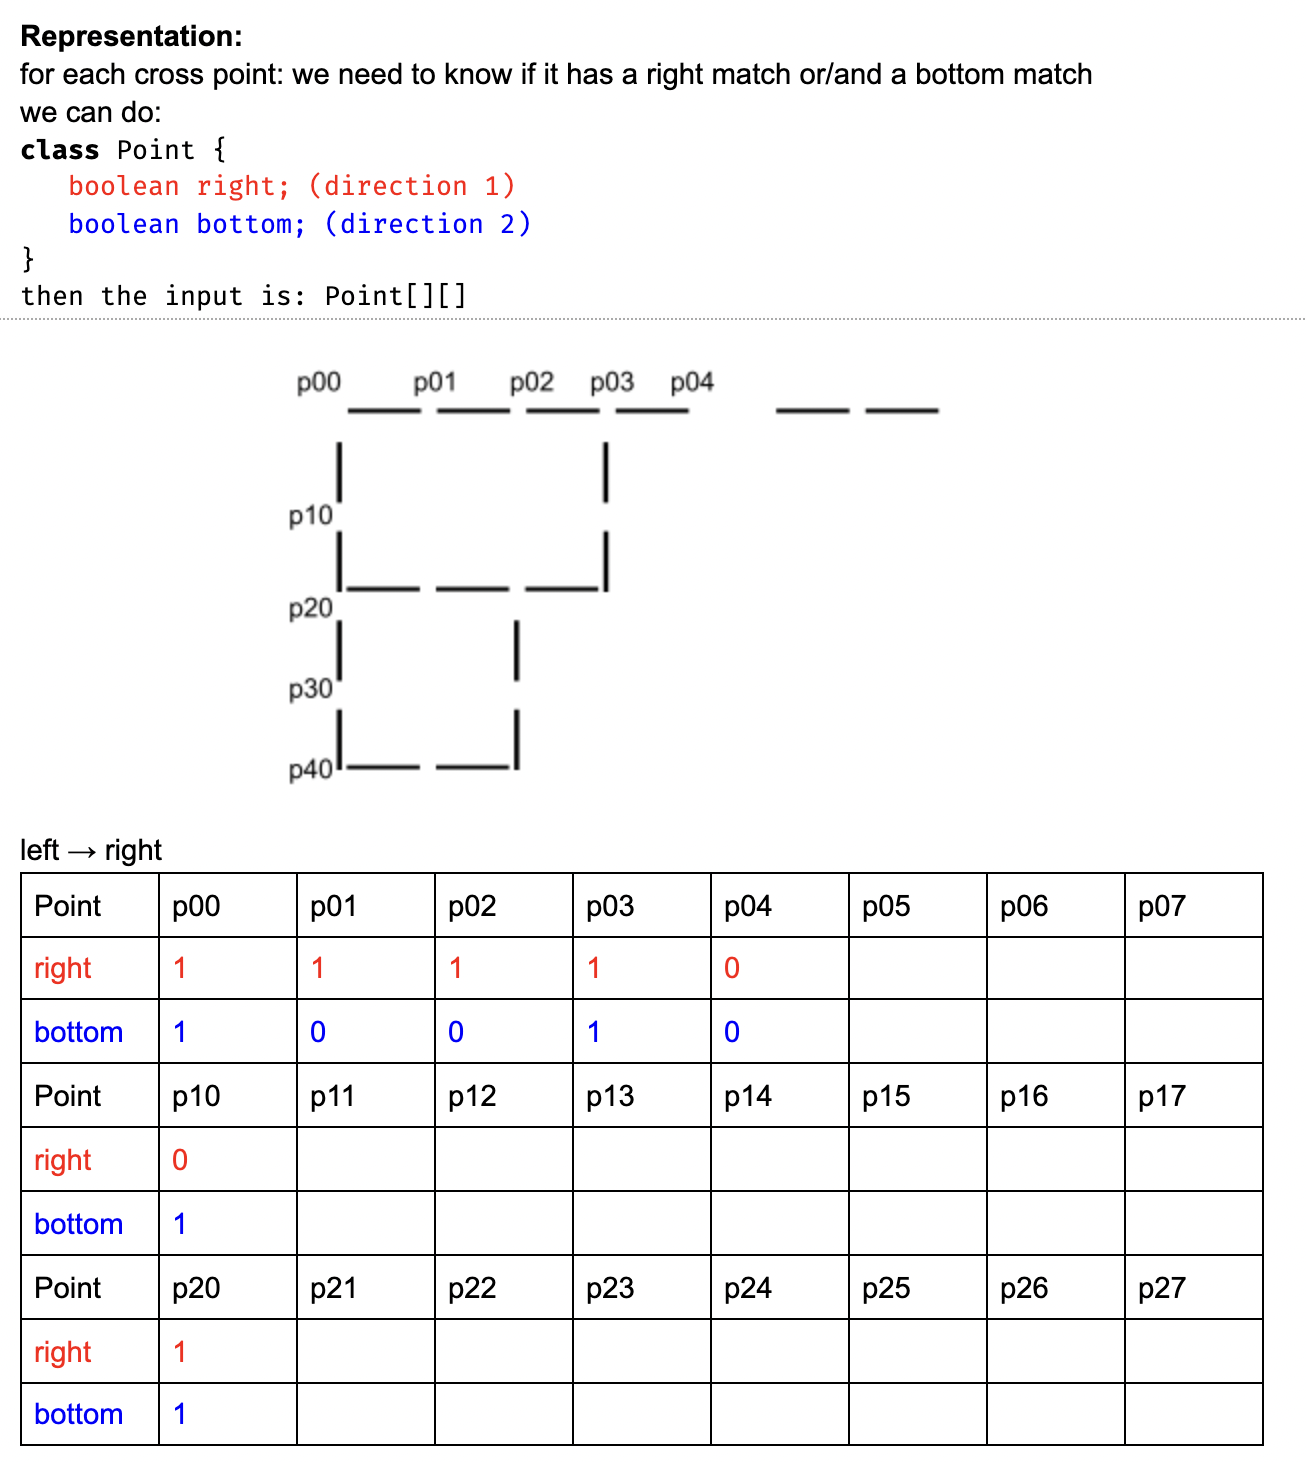 Representation:
for each cross point: we need to know if it has a right match or/and a bottom match
we can do:
class Point {
boolean right; (direction 1)
boolean bottom; (direction 2)
}
then the input is: Point[][]
p00 p01 p02 p03 p04
p10
p20
p30
p40
left → right
Point p00 p01 p02 p03 p04 p05 p06 p07
right 1 1 1 1 0
bottom 1 0 0 1 0
Point p10 p11 p12 p13 p14 p15 p16 p17
right 0
bottom 1
Point p20 p21 p22 p23 p24 p25 p26 p27
right 1
bottom 1